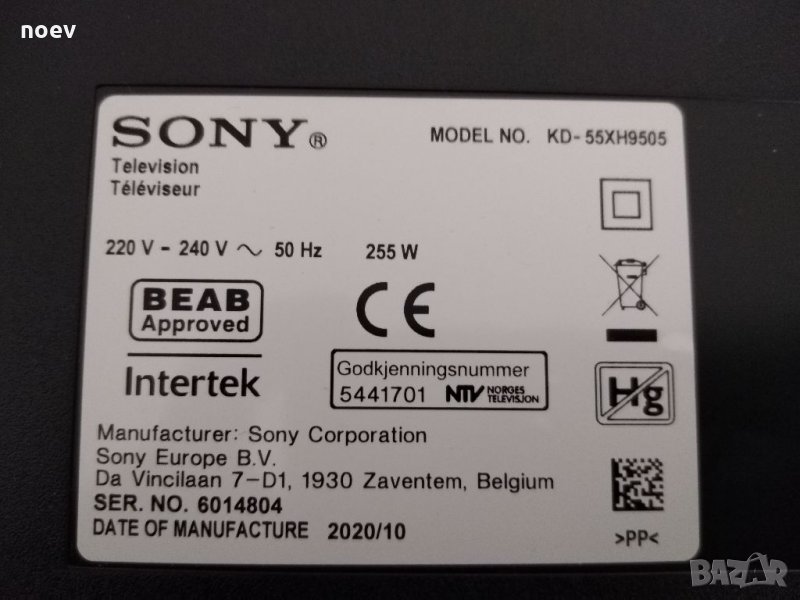 noev
SONY®
MODEL NO. KD-55XH9505
Television
Téléviseur
220 V - 240 V ~ 50 Hz 255 W
BEAB
Approved
CE
Intertek
Godkjenningsnummer
5441701 NTV NORGES TELEVISJON
Hg
Manufacturer: Sony Corporation
Sony Europe B.V.
Da Vincilaan 7-D1, 1930 Zaventem, Belgium
SER. NO. 6014804
DATE OF MANUFACTURE 2020/10
>PP<
BAZAR